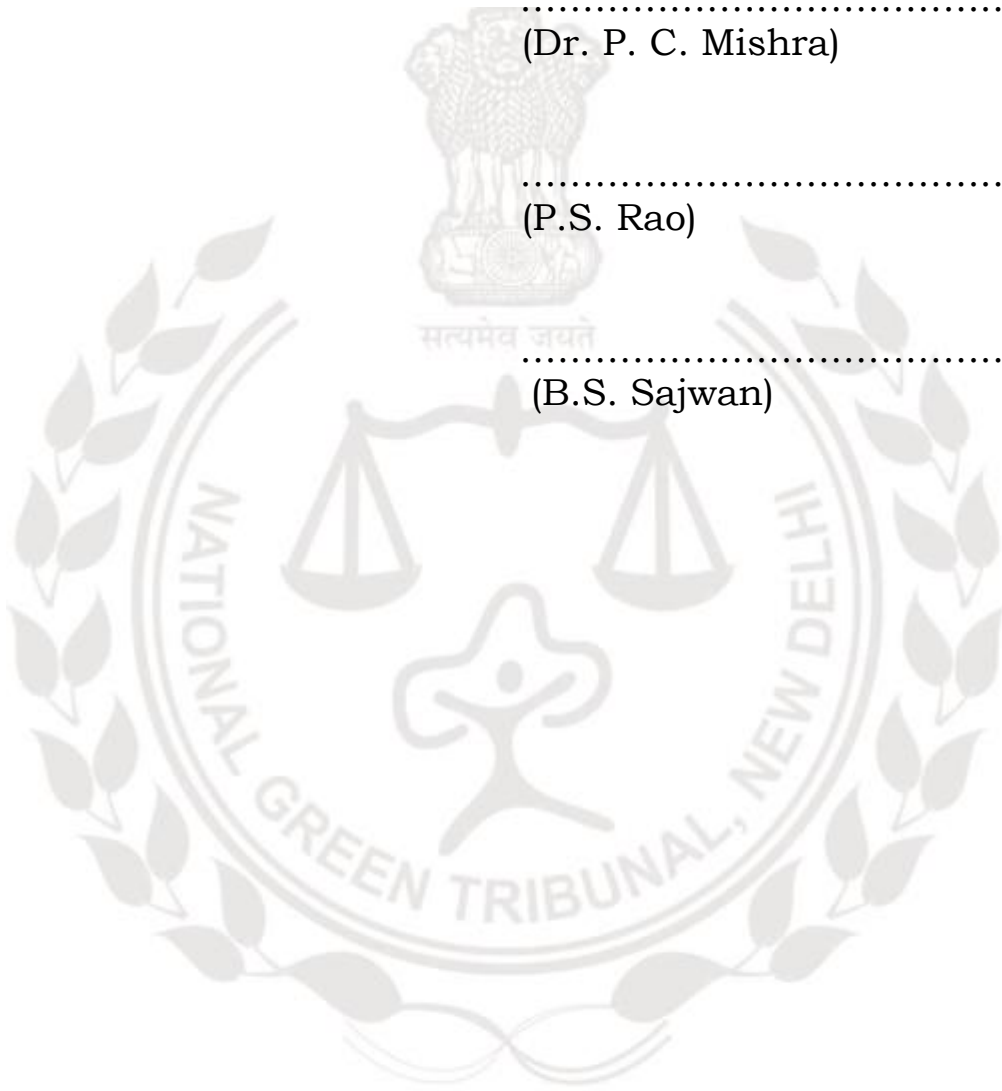 .......................................
(Dr. P. C. Mishra)
.......................................
(P.S. Rao)
.......................................
(B.S. Sajwan)
सत्यमेव जयते
NATIONAL GREEN TRIBUNAL, NEW DELHI